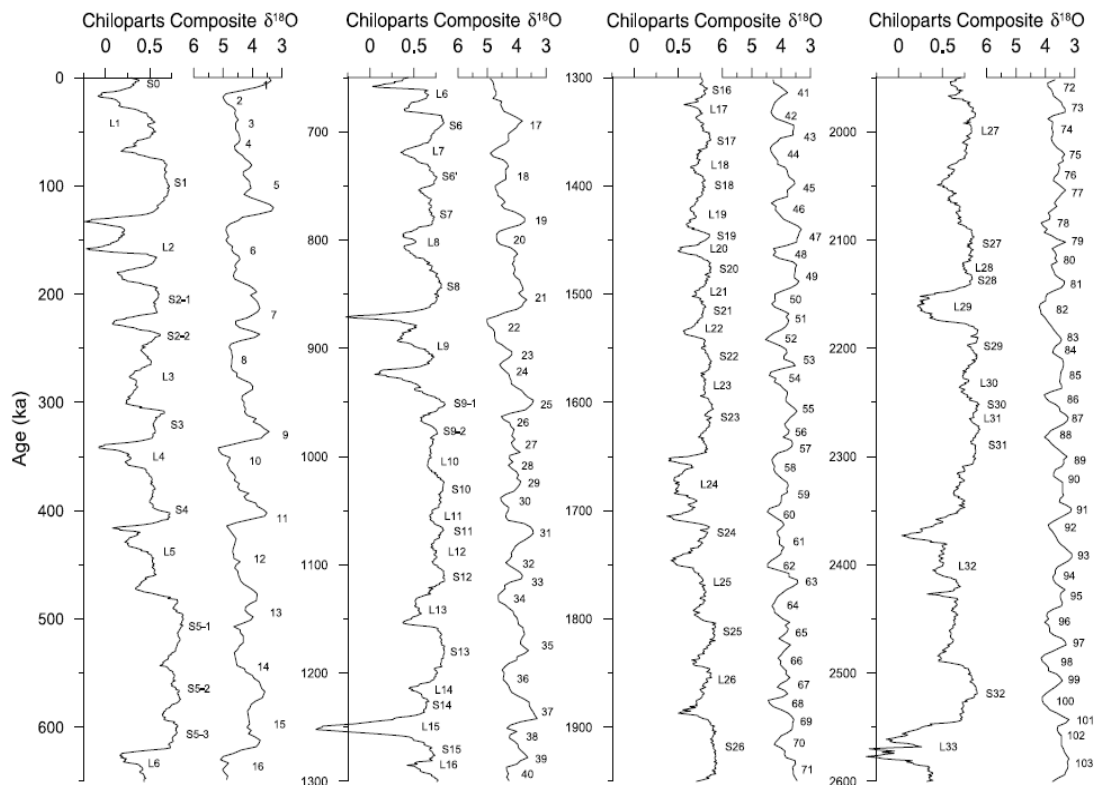 Chiloparts Composite δ¹⁸O
0 0.5 6 5 4 3
Age (ka)
0
100
200
300
400
500
600
S0
L1
S1
L2
S2-1
S2-2
L3
S3
L4
S4
L5
S5-1
S5-2
S5-3
L6
1
2
3
4
5
6
7
8
9
10
11
12
13
14
15
16
Chiloparts Composite δ¹⁸O
0 0.5 6 5 4 3
700
800
900
1000
1100
1200
1300
L6
S6
L7
S6'
S7
L8
S8
L9
S9-1
S9-2
L10
S10
L11
S11
L12
S12
L13
S13
L14
S14
L15
S15
L16
17
18
19
20
21
22
23
24
25
26
27
28
29
30
31
32
33
34
35
36
37
38
39
40
Chiloparts Composite δ¹⁸O
0 0.5 6 5 4 3
1300
1400
1500
1600
1700
1800
1900
S16
L17
S17
L18
S18
L19
S19
L20
S20
L21
S21
L22
S22
L23
S23
L24
S24
L25
S25
L26
S26
41
42
43
44
45
46
47
48
49
50
51
52
53
54
55
56
57
58
59
60
61
62
63
64
65
66
67
68
69
70
71
Chiloparts Composite δ¹⁸O
0 0.5 6 5 4 3
2000
2100
2200
2300
2400
2500
2600
L27
S27
L28
S28
L29
S29
L30
S30
L31
S31
L32
S32
L33
72
73
74
75
76
77
78
79
80
81
82
83
84
85
86
87
88
89
90
91
92
93
94
95
96
97
98
99
100
101
102
103